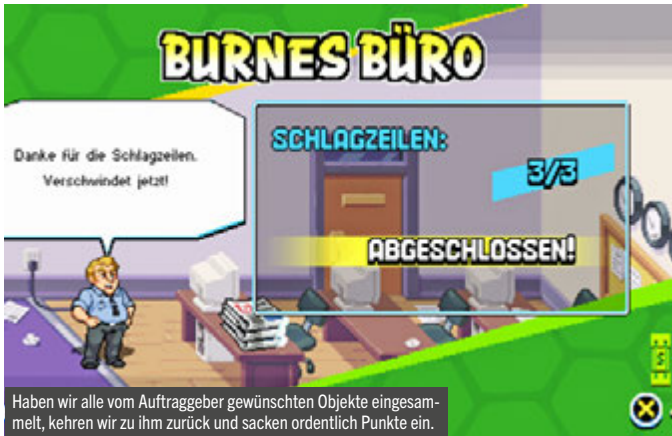 BURNES BÜRO
Danke für die Schlagzeilen.
Verschwindet jetzt!
SCHLAGZEILEN:
3/3
ABGESCHLOSSEN!
Haben wir alle vom Auftraggeber gewünschten Objekte eingesam-
melt, kehren wir zu ihm zurück und sacken ordentlich Punkte ein.